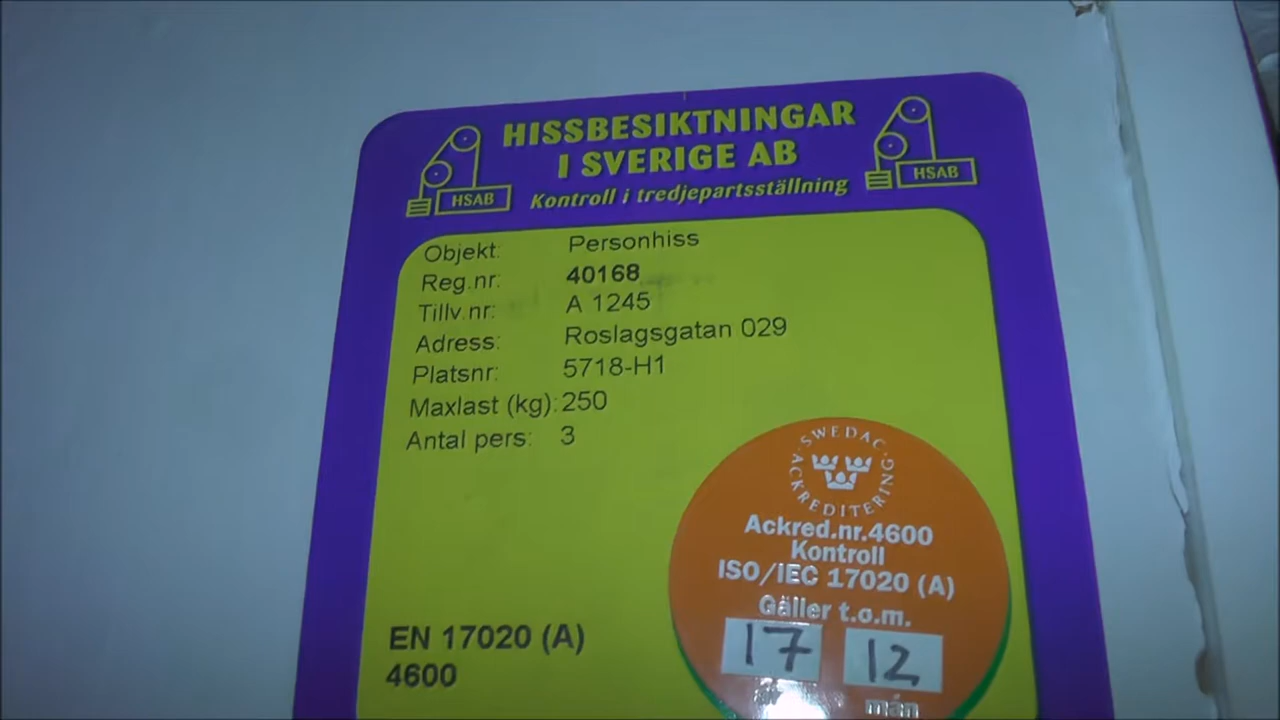 HISSBESIKTNINGAR
I SVERIGE AB
Kontroll i tredjepartsställning
HSAB
HSAB
Objekt: Personhiss
Reg.nr: 40168
Tillv.nr: A 1245
Adress: Roslagsgatan 029
Platsnr: 5718-H1
Maxlast (kg): 250
Antal pers: 3
SWEDAC
ACKREDITERING
Ackred.nr.4600
Kontroll
ISO/IEC 17020 (A)
Gäller t.o.m.
17 12
mån
EN 17020 (A)
4600